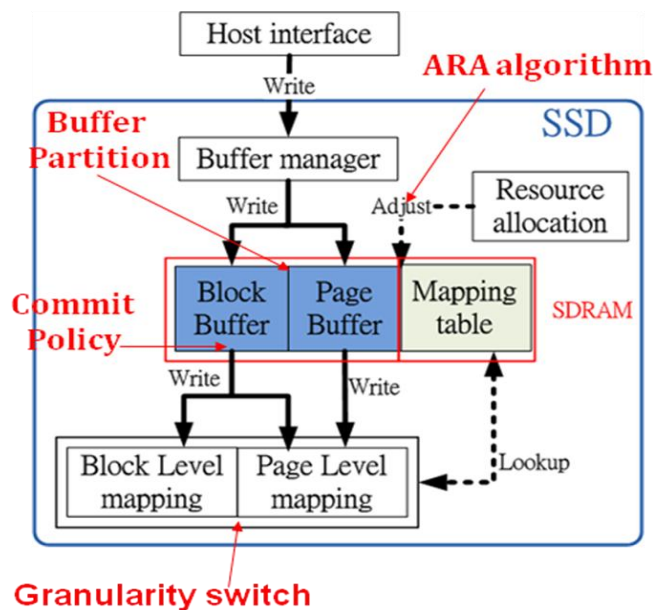 Host interface
ARA algorithm
Write
SSD
Buffer
Partition
Buffer manager
Write
Adjust
Resource
allocation
Block
Buffer
Page
Buffer
Mapping
table
SDRAM
Commit
Policy
Write
Write
Block Level
mapping
Page Level
mapping
Lookup
Granularity switch